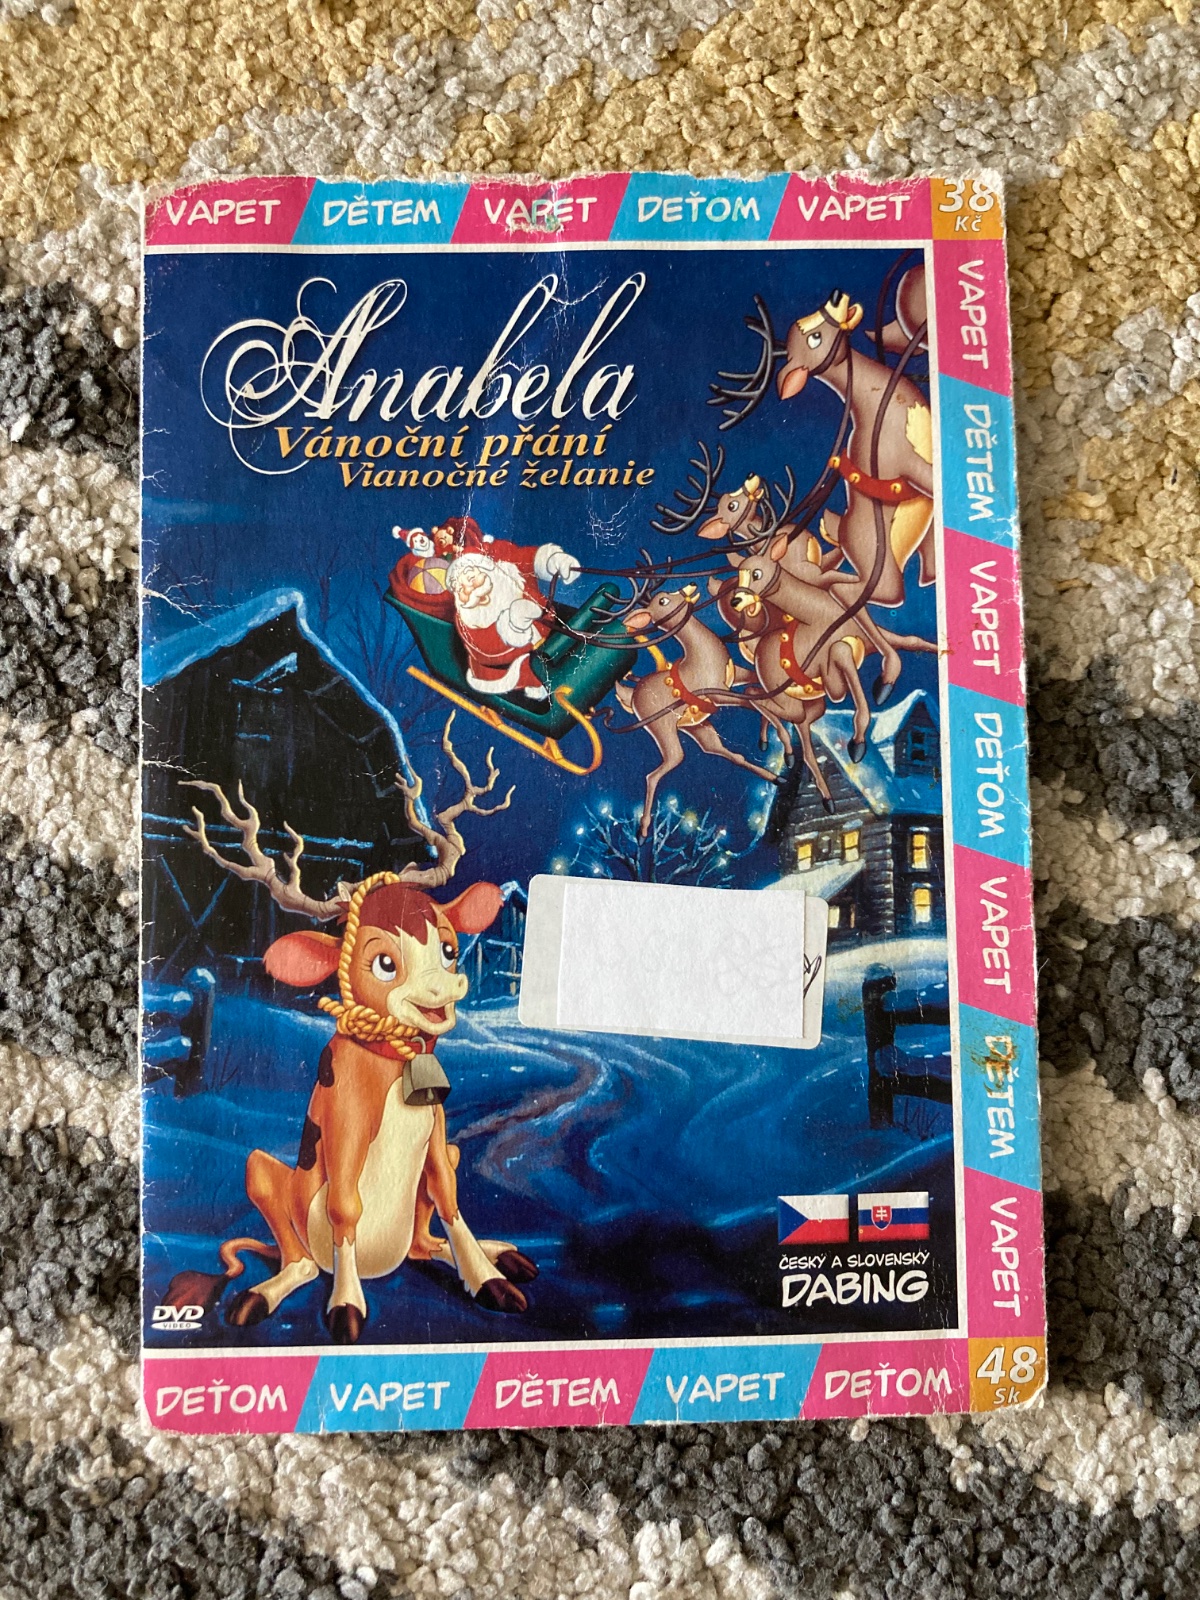 VAPET DĚTEM VAPET DEŤOM VAPET
38
Kč
Anabela
Vánoční přání
Vianočné želanie
VAPET DĚTEM VAPET DEŤOM VAPET DĚTEM VAPET
ČESKÝ A SLOVENSKÝ
DABING
DVD
VIDEO
DEŤOM VAPET DĚTEM VAPET DEŤOM
48
Sk